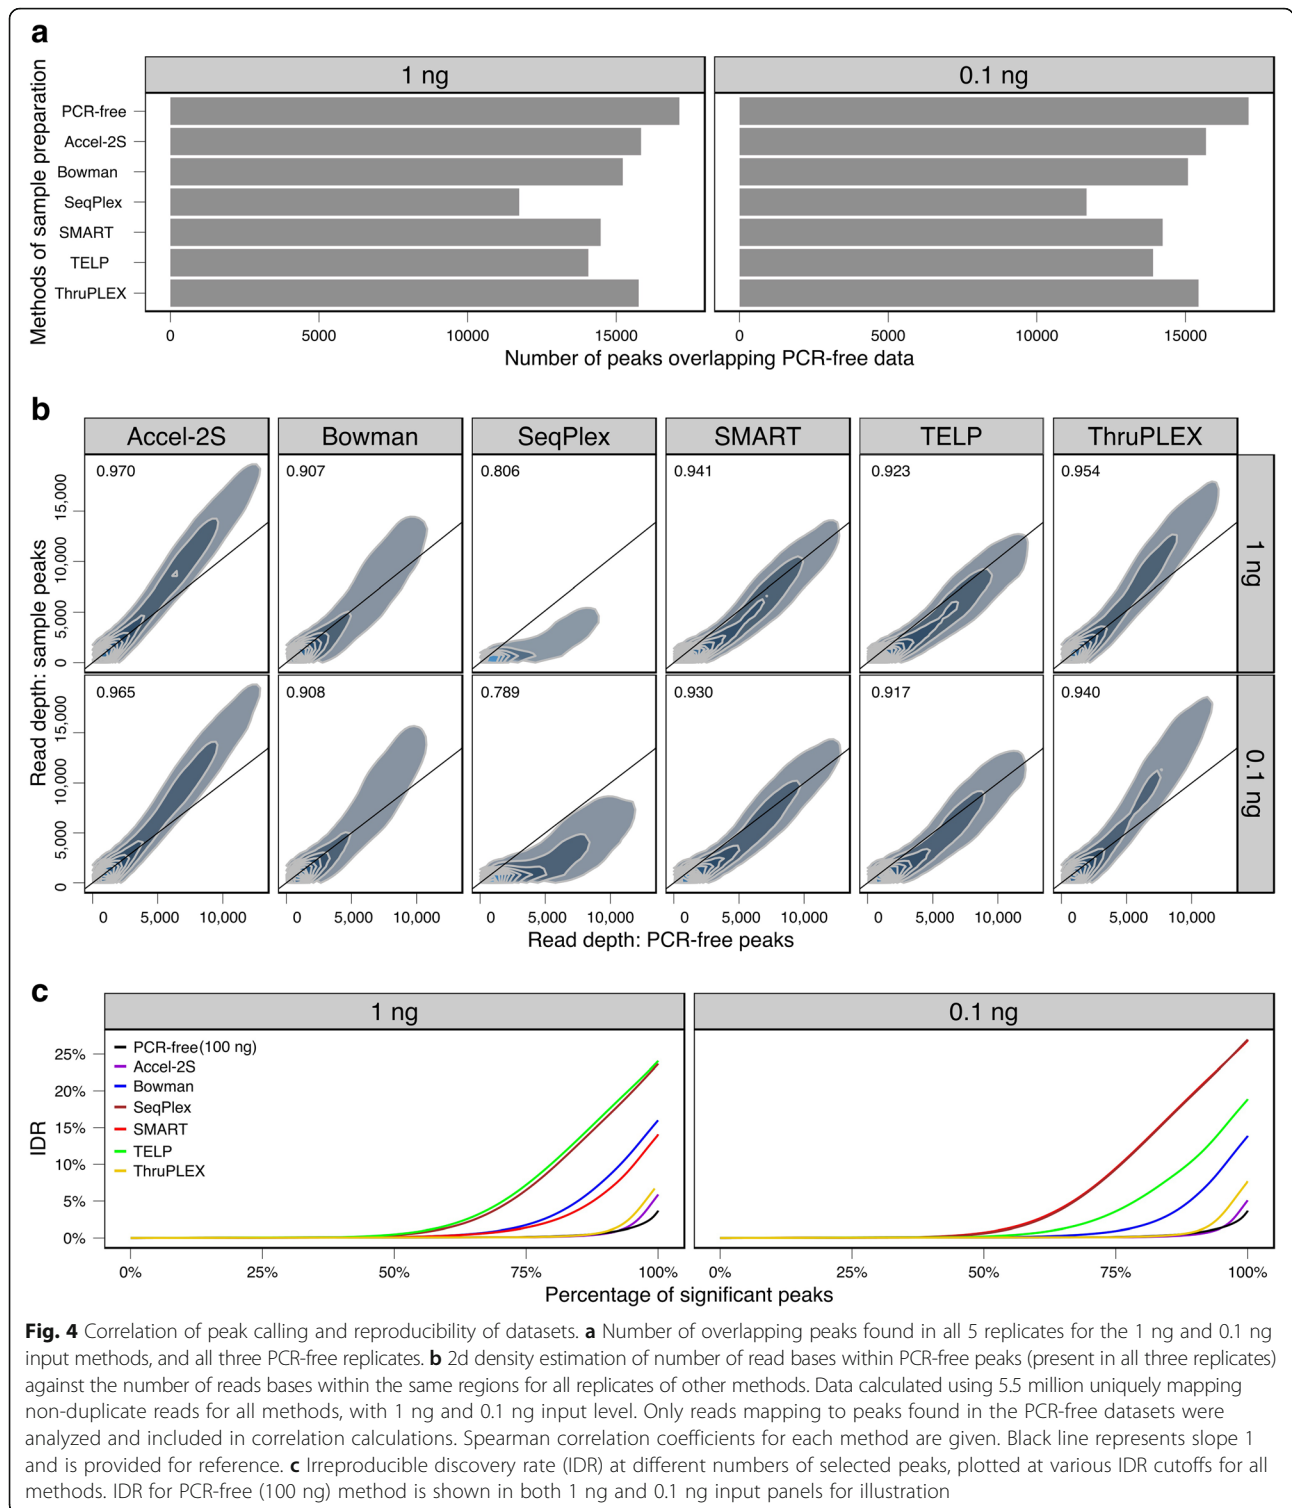 a
1 ng
0.1 ng
Methods of sample preparation
PCR-free
Accel-2S
Bowman
SeqPlex
SMART
TELP
ThruPLEX
0 5000 10000 15000
0 5000 10000 15000
Number of peaks overlapping PCR-free data
b
Accel-2S Bowman SeqPlex SMART TELP ThruPLEX
Read depth: sample peaks
15,000
10,000
5,000
0
0.970 0.907 0.806 0.941 0.923 0.954
1 ng
15,000
10,000
5,000
0
0.965 0.908 0.789 0.930 0.917 0.940
0.1 ng
0 5,000 10,000 0 5,000 10,000 0 5,000 10,000 0 5,000 10,000 0 5,000 10,000 0 5,000 10,000
Read depth: PCR-free peaks
c
1 ng
0.1 ng
IDR
25%
20%
15%
10%
5%
0%
PCR-free (100 ng)
Accel-2S
Bowman
SeqPlex
SMART
TELP
ThruPLEX
0% 25% 50% 75% 100%
0% 25% 50% 75% 100%
Percentage of significant peaks
Fig. 4 Correlation of peak calling and reproducibility of datasets. a Number of overlapping peaks found in all 5 replicates for the 1 ng and 0.1 ng
input methods, and all three PCR-free replicates. b 2d density estimation of number of read bases within PCR-free peaks (present in all three replicates)
against the number of reads bases within the same regions for all replicates of other methods. Data calculated using 5.5 million uniquely mapping
non-duplicate reads for all methods, with 1 ng and 0.1 ng input level. Only reads mapping to peaks found in the PCR-free datasets were
analyzed and included in correlation calculations. Spearman correlation coefficients for each method are given. Black line represents slope 1
and is provided for reference. c Irreproducible discovery rate (IDR) at different numbers of selected peaks, plotted at various IDR cutoffs for all
methods. IDR for PCR-free (100 ng) method is shown in both 1 ng and 0.1 ng input panels for illustration